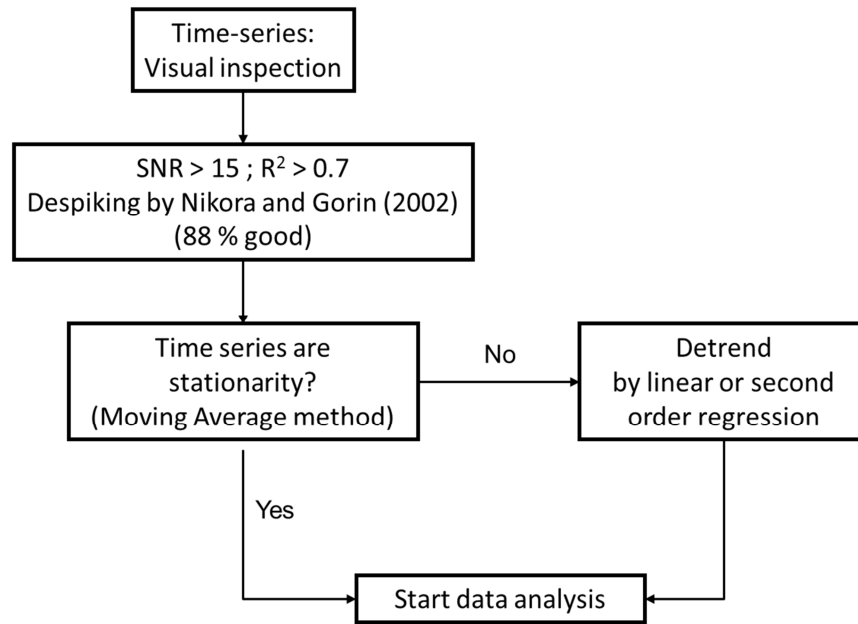 Time-series:
Visual inspection
SNR > 15 ; R² > 0.7
Despiking by Nikora and Gorin (2002)
(88 % good)
Time series are
stationarity?
(Moving Average method)
No
Detrend
by linear or second
order regression
Yes
Start data analysis